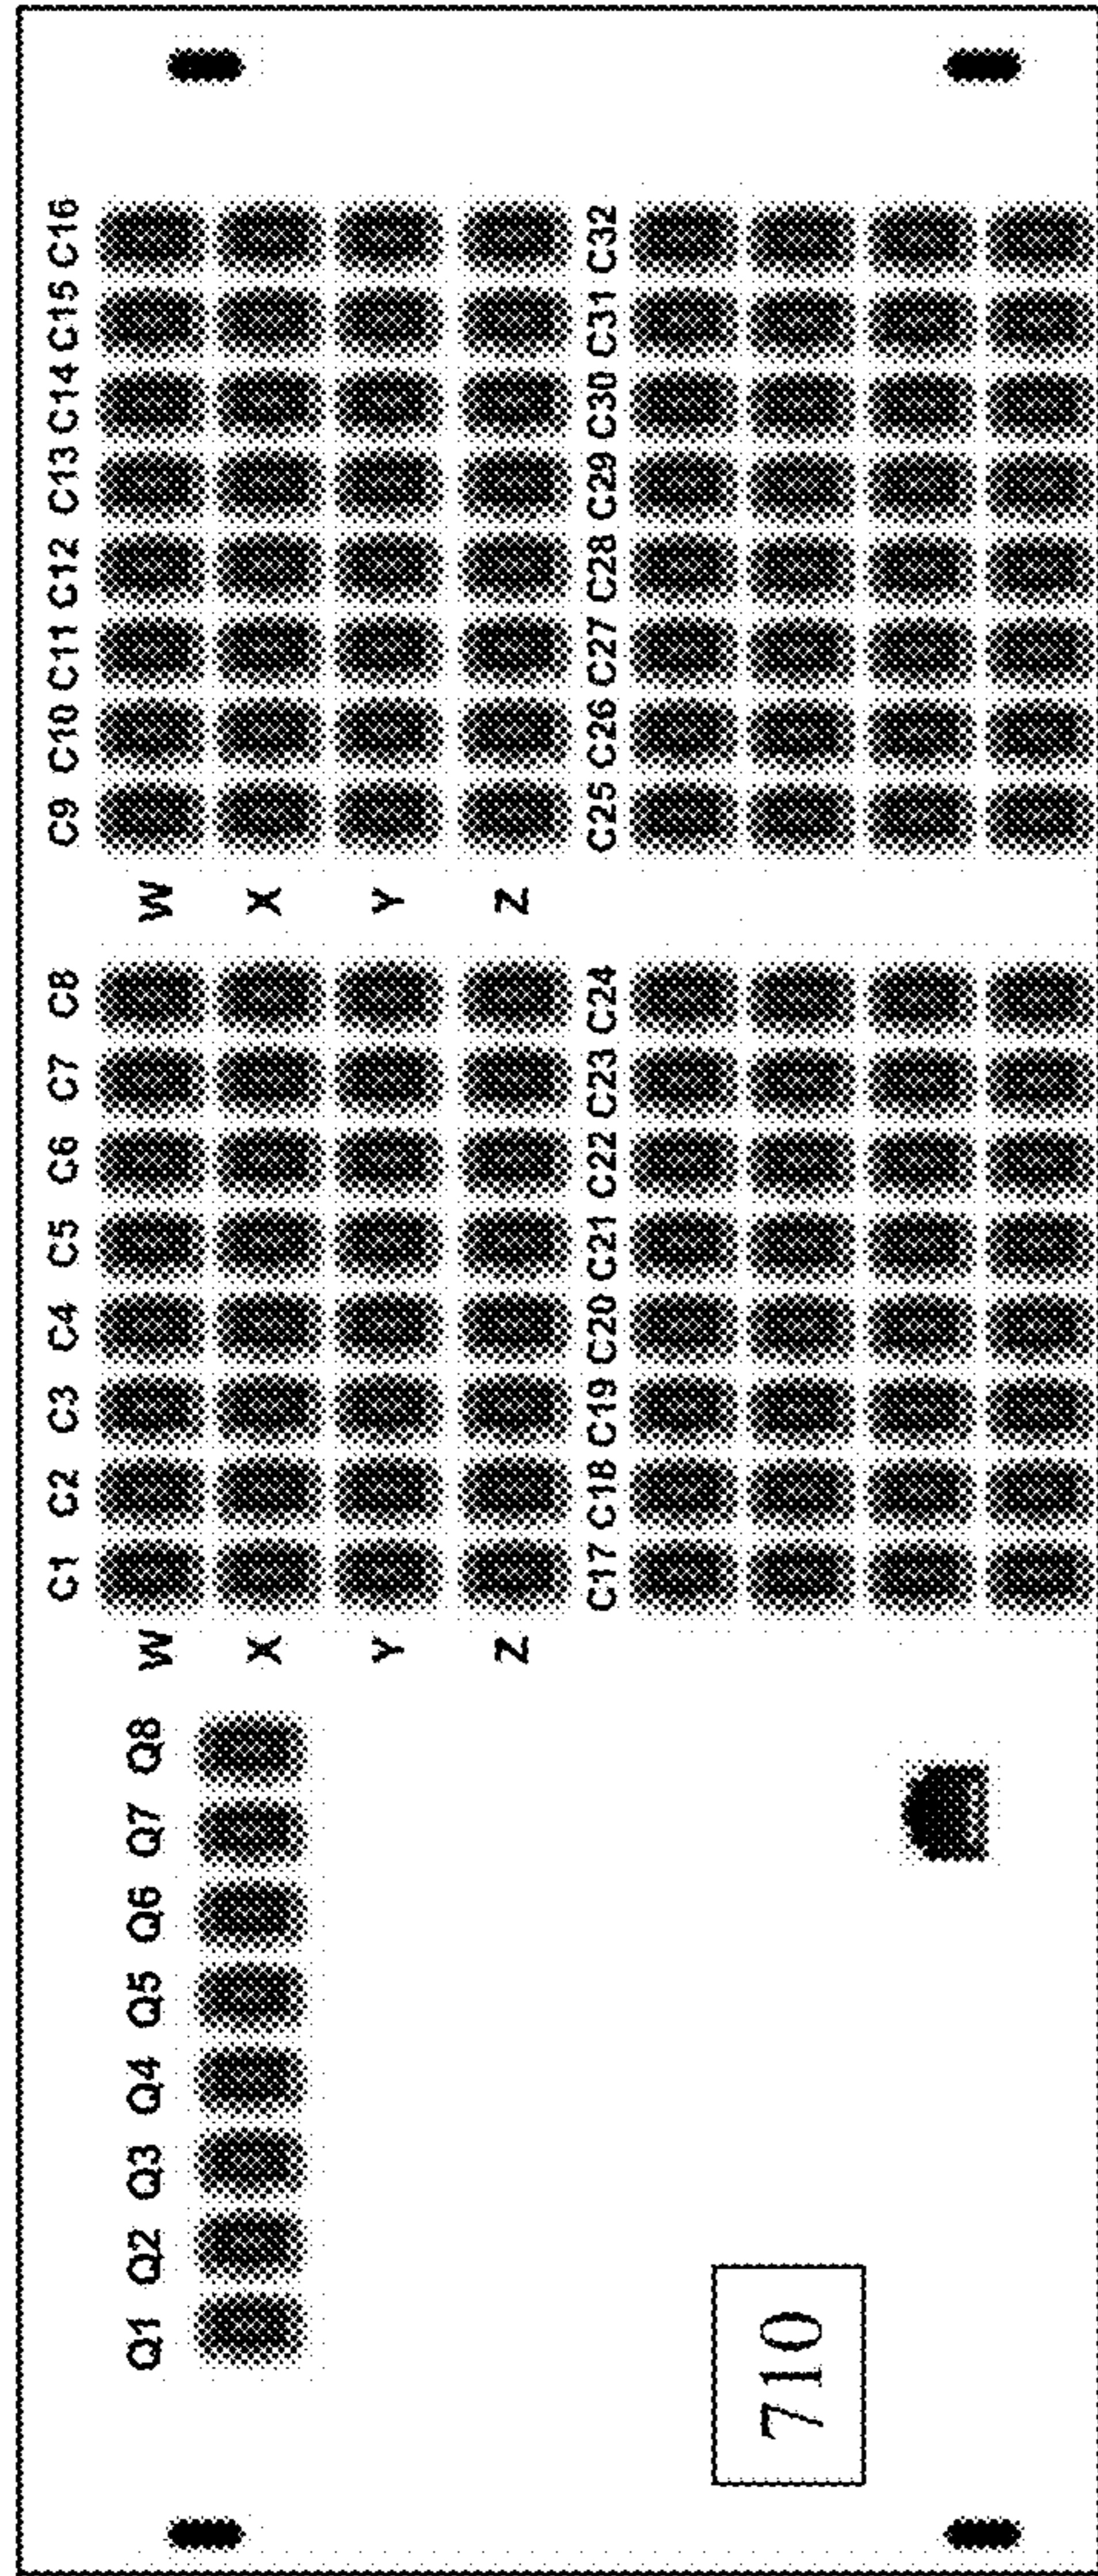 C1 C2 C3 C4 C5 C6 C7 C8 C9 C10 C11 C12 C13 C14 C15 C16
Q1 Q2 Q3 Q4 Q5 Q6 Q7 Q8 W W
X X
Y Y
Z Z
C17 C18 C19 C20 C21 C22 C23 C24 C25 C26 C27 C28 C29 C30 C31 C32
710